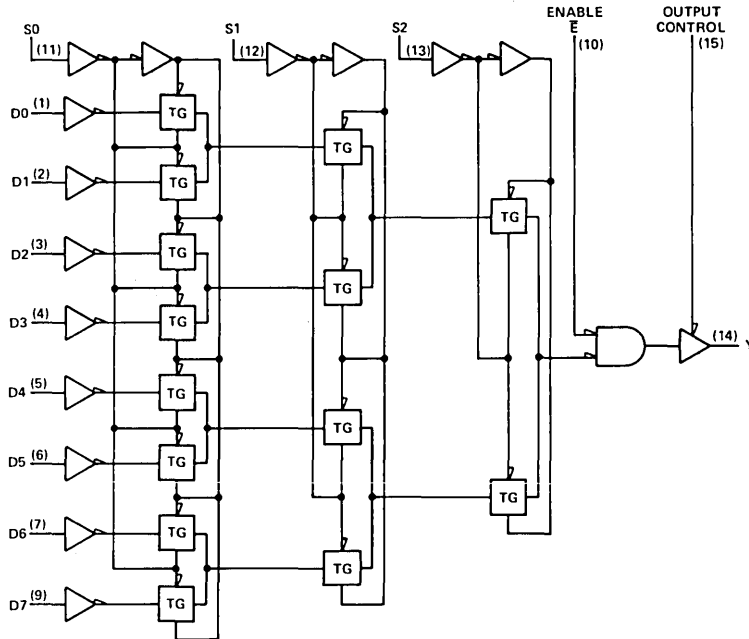 S0
(11)
S1
(12)
S2
(13)
ENABLE
E̅
(10)
OUTPUT
CONTROL
(15)
D0 (1)
TG
TG
D1 (2)
TG
TG
D2 (3)
TG
TG
D3 (4)
TG
(14)
Y
D4 (5)
TG
TG
D5 (6)
TG
TG
D6 (7)
TG
TG
D7 (9)
TG